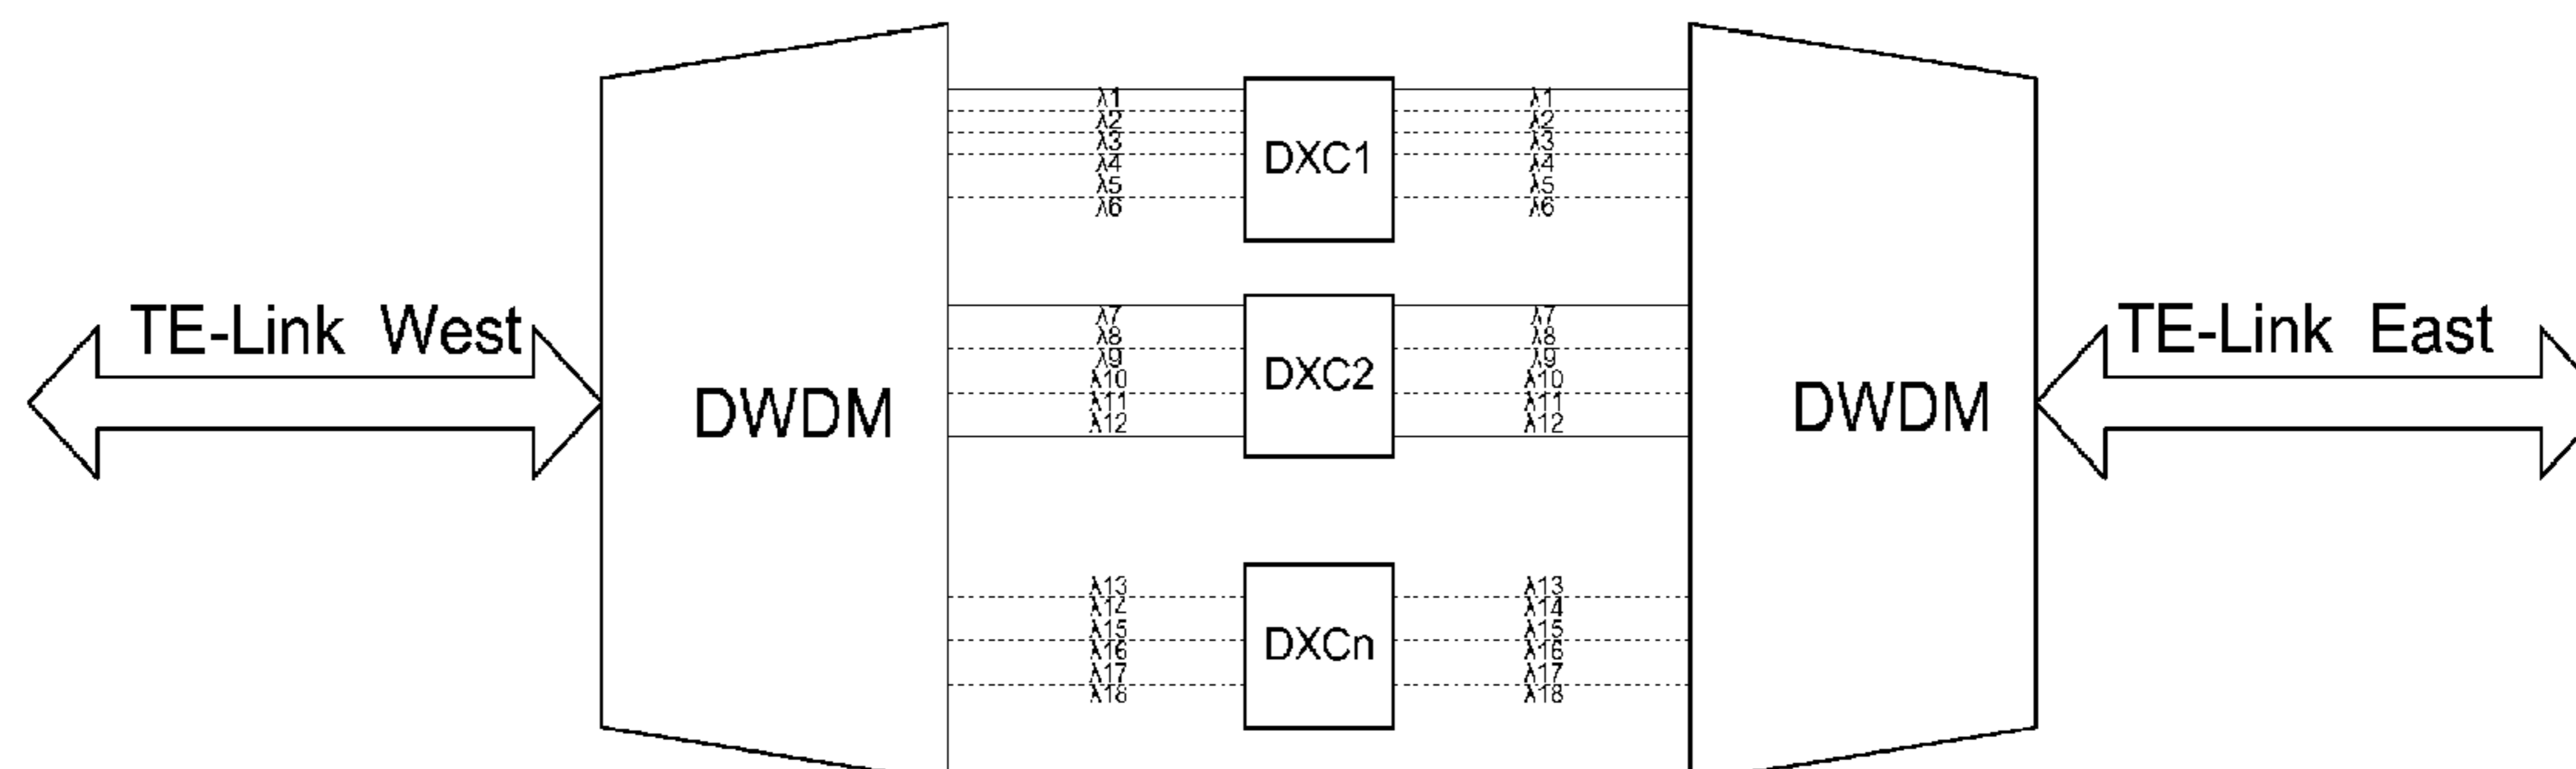 λ1 λ1
λ2 λ2
λ3 λ3
DXC1
λ4 λ4
λ5 λ5
λ6 λ6
TE-Link West
λ7 λ7
TE-Link East
λ8 λ8
λ9 λ9
DXC2
λ10 λ10
λ11 λ11
DWDM
DWDM
λ12 λ12
λ13 λ13
λ14 λ14
λ15 λ15
DXCn
λ16 λ16
λ17 λ17
λ18 λ18